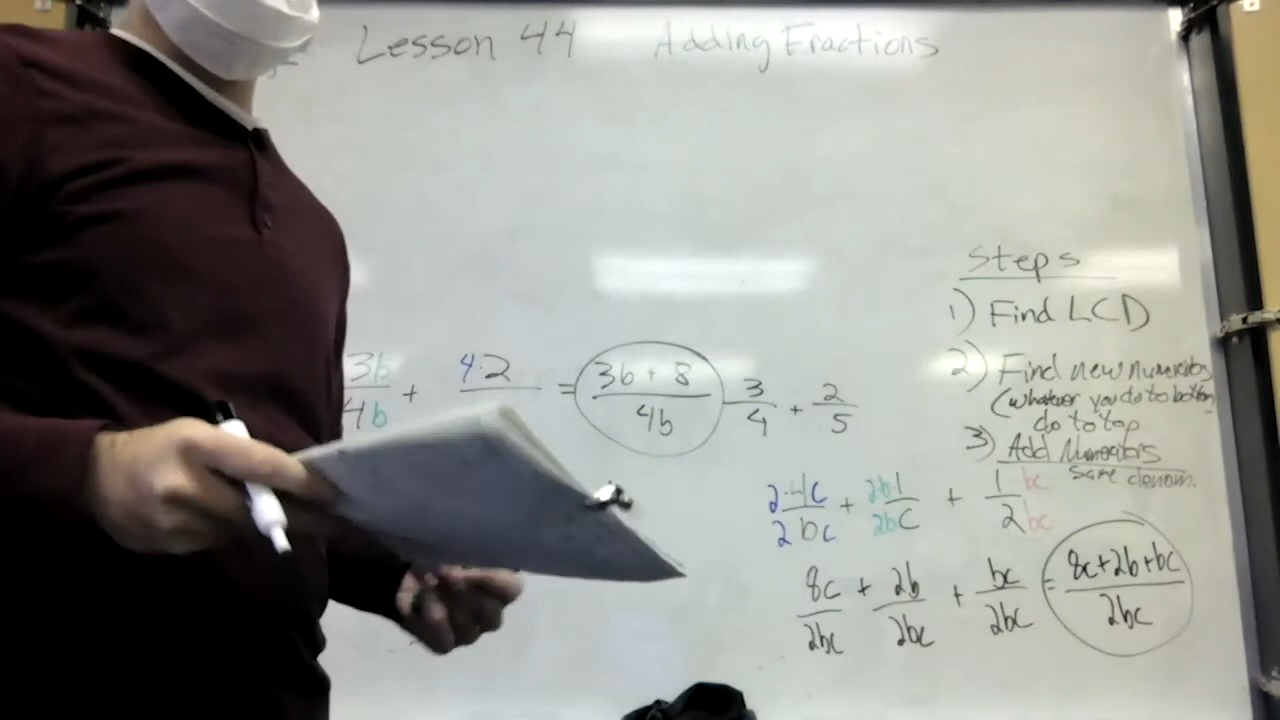 Lesson 44 Adding Fractions
Steps
1) Find LCD
2) Find new numerators
(whatever you do to bottom
do to top
3) Add Numerators
same denom.
3b/4b + 4·2/ = (3b + 8)/4b
3/4 + 2/5
2·4c/2bc + 2b1/2bc + 1bc/2bc
8c/2bc + 2b/2bc + bc/2bc = (8c+2b+bc)/2bc